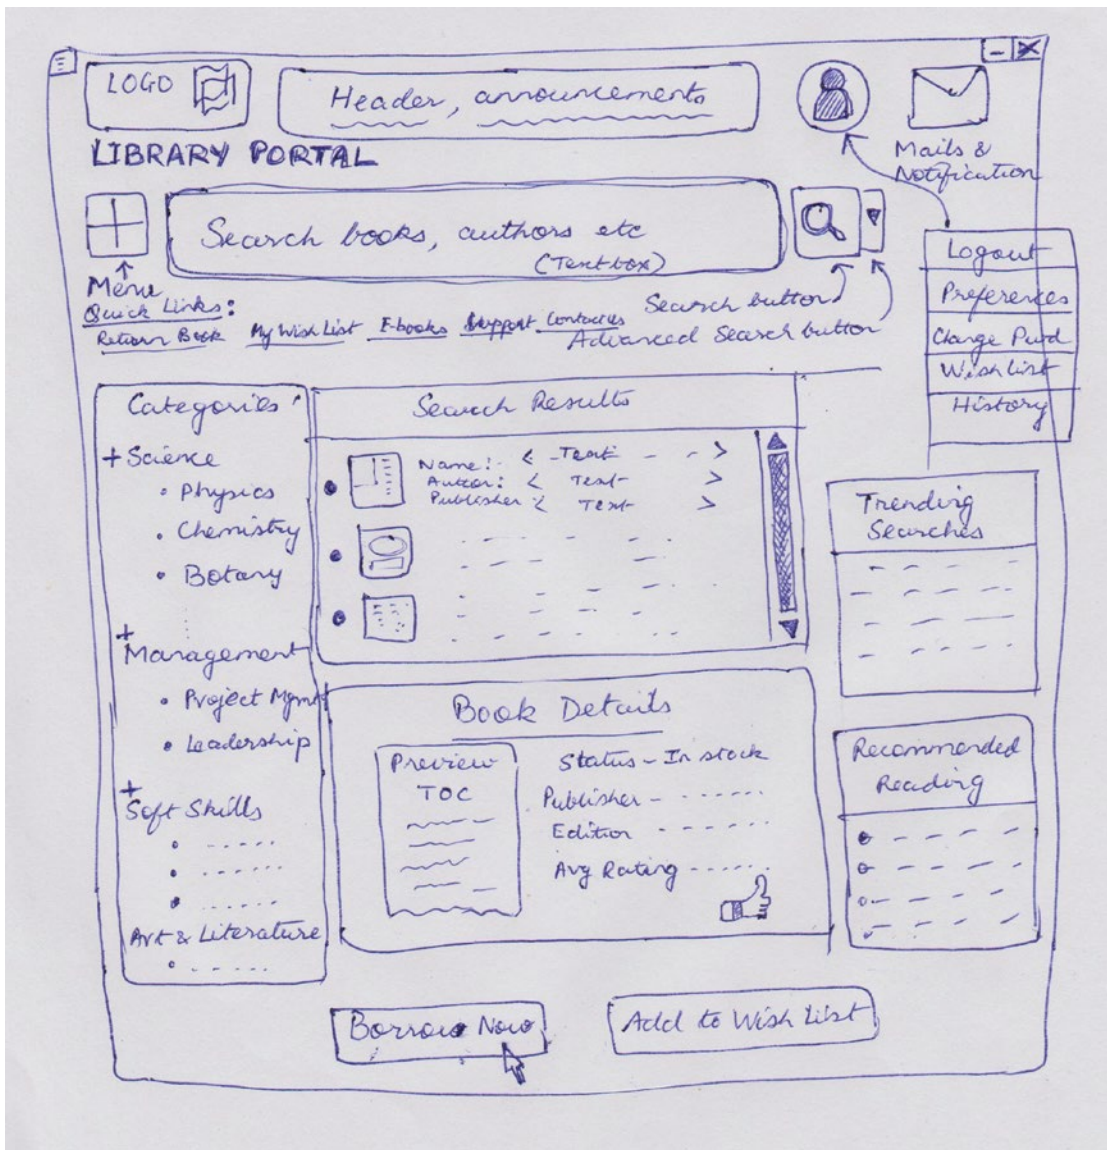 LOGO
Header, announcements
LIBRARY PORTAL
Mails &
Notification
Search books, authors etc
(Textbox)
Menu
Search button
Advanced Search button
Quick Links:
Return Book My Wish List E-books Support Contact us
Logout
Preferences
Change Pwd
Wish list
History
Categories
+ Science
• Physics
• Chemistry
• Botany
+
Management
• Project Mgmt
• Leadership
+
Soft Skills
Art & Literature
Search Results
Name: < Text >
Author: < Text >
Publisher: < Text >
Book Details
Preview
TOC
Status - In stock
Publisher -
Edition -
Avg Rating -
Trending
Searches
Recommended
Reading
Borrow Now
Add to Wish List